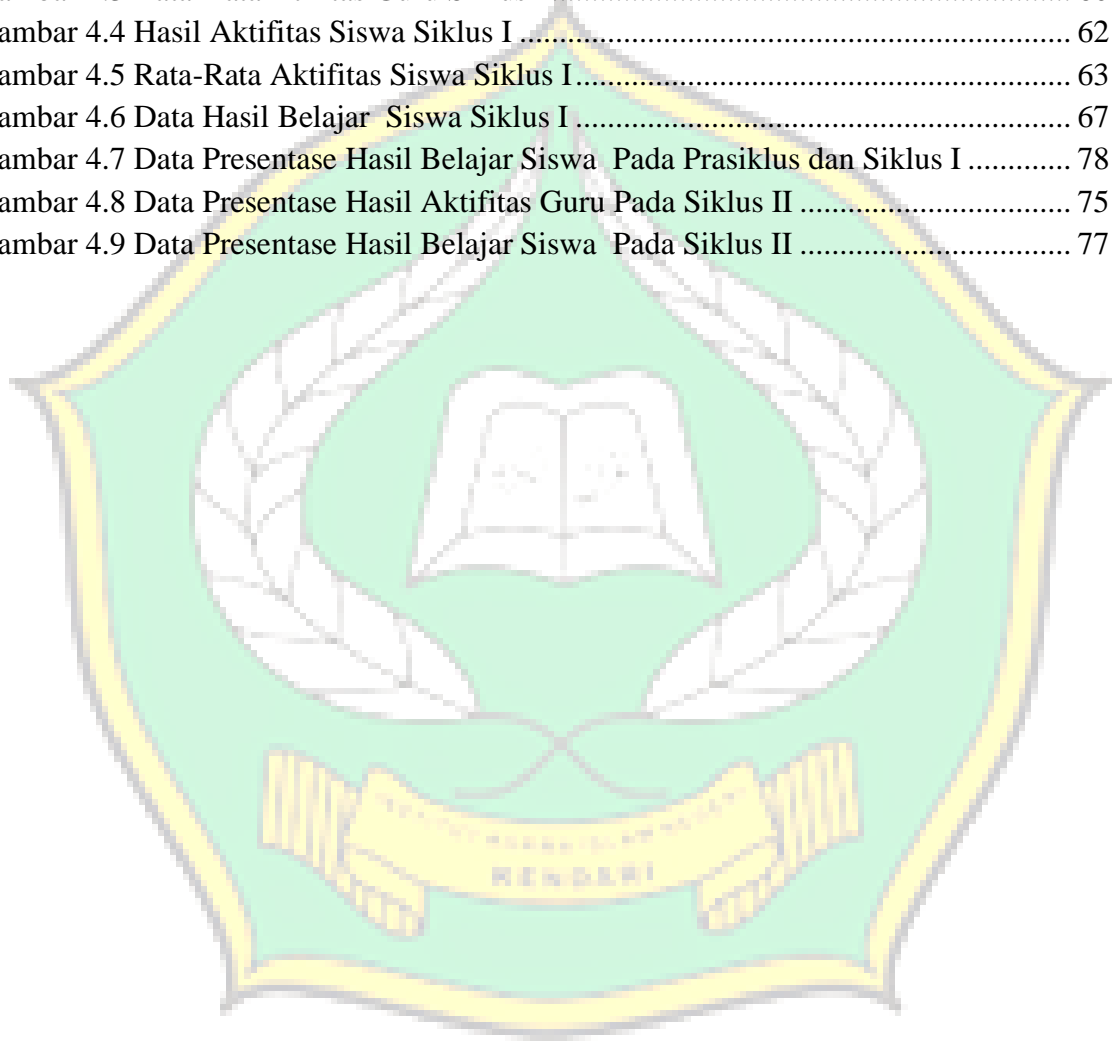 ambar 4.4 Hasil Aktifitas Siswa Siklus I ...................................................................... 62
ambar 4.5 Rata-Rata Aktifitas Siswa Siklus I............................................................... 63
ambar 4.6 Data Hasil Belajar  Siswa Siklus I ............................................................... 67
ambar 4.7 Data Presentase Hasil Belajar Siswa  Pada Prasiklus dan Siklus I ............. 78
ambar 4.8 Data Presentase Hasil Aktifitas Guru Pada Siklus II .................................. 75
ambar 4.9 Data Presentase Hasil Belajar Siswa  Pada Siklus II .................................. 77
KENDARI